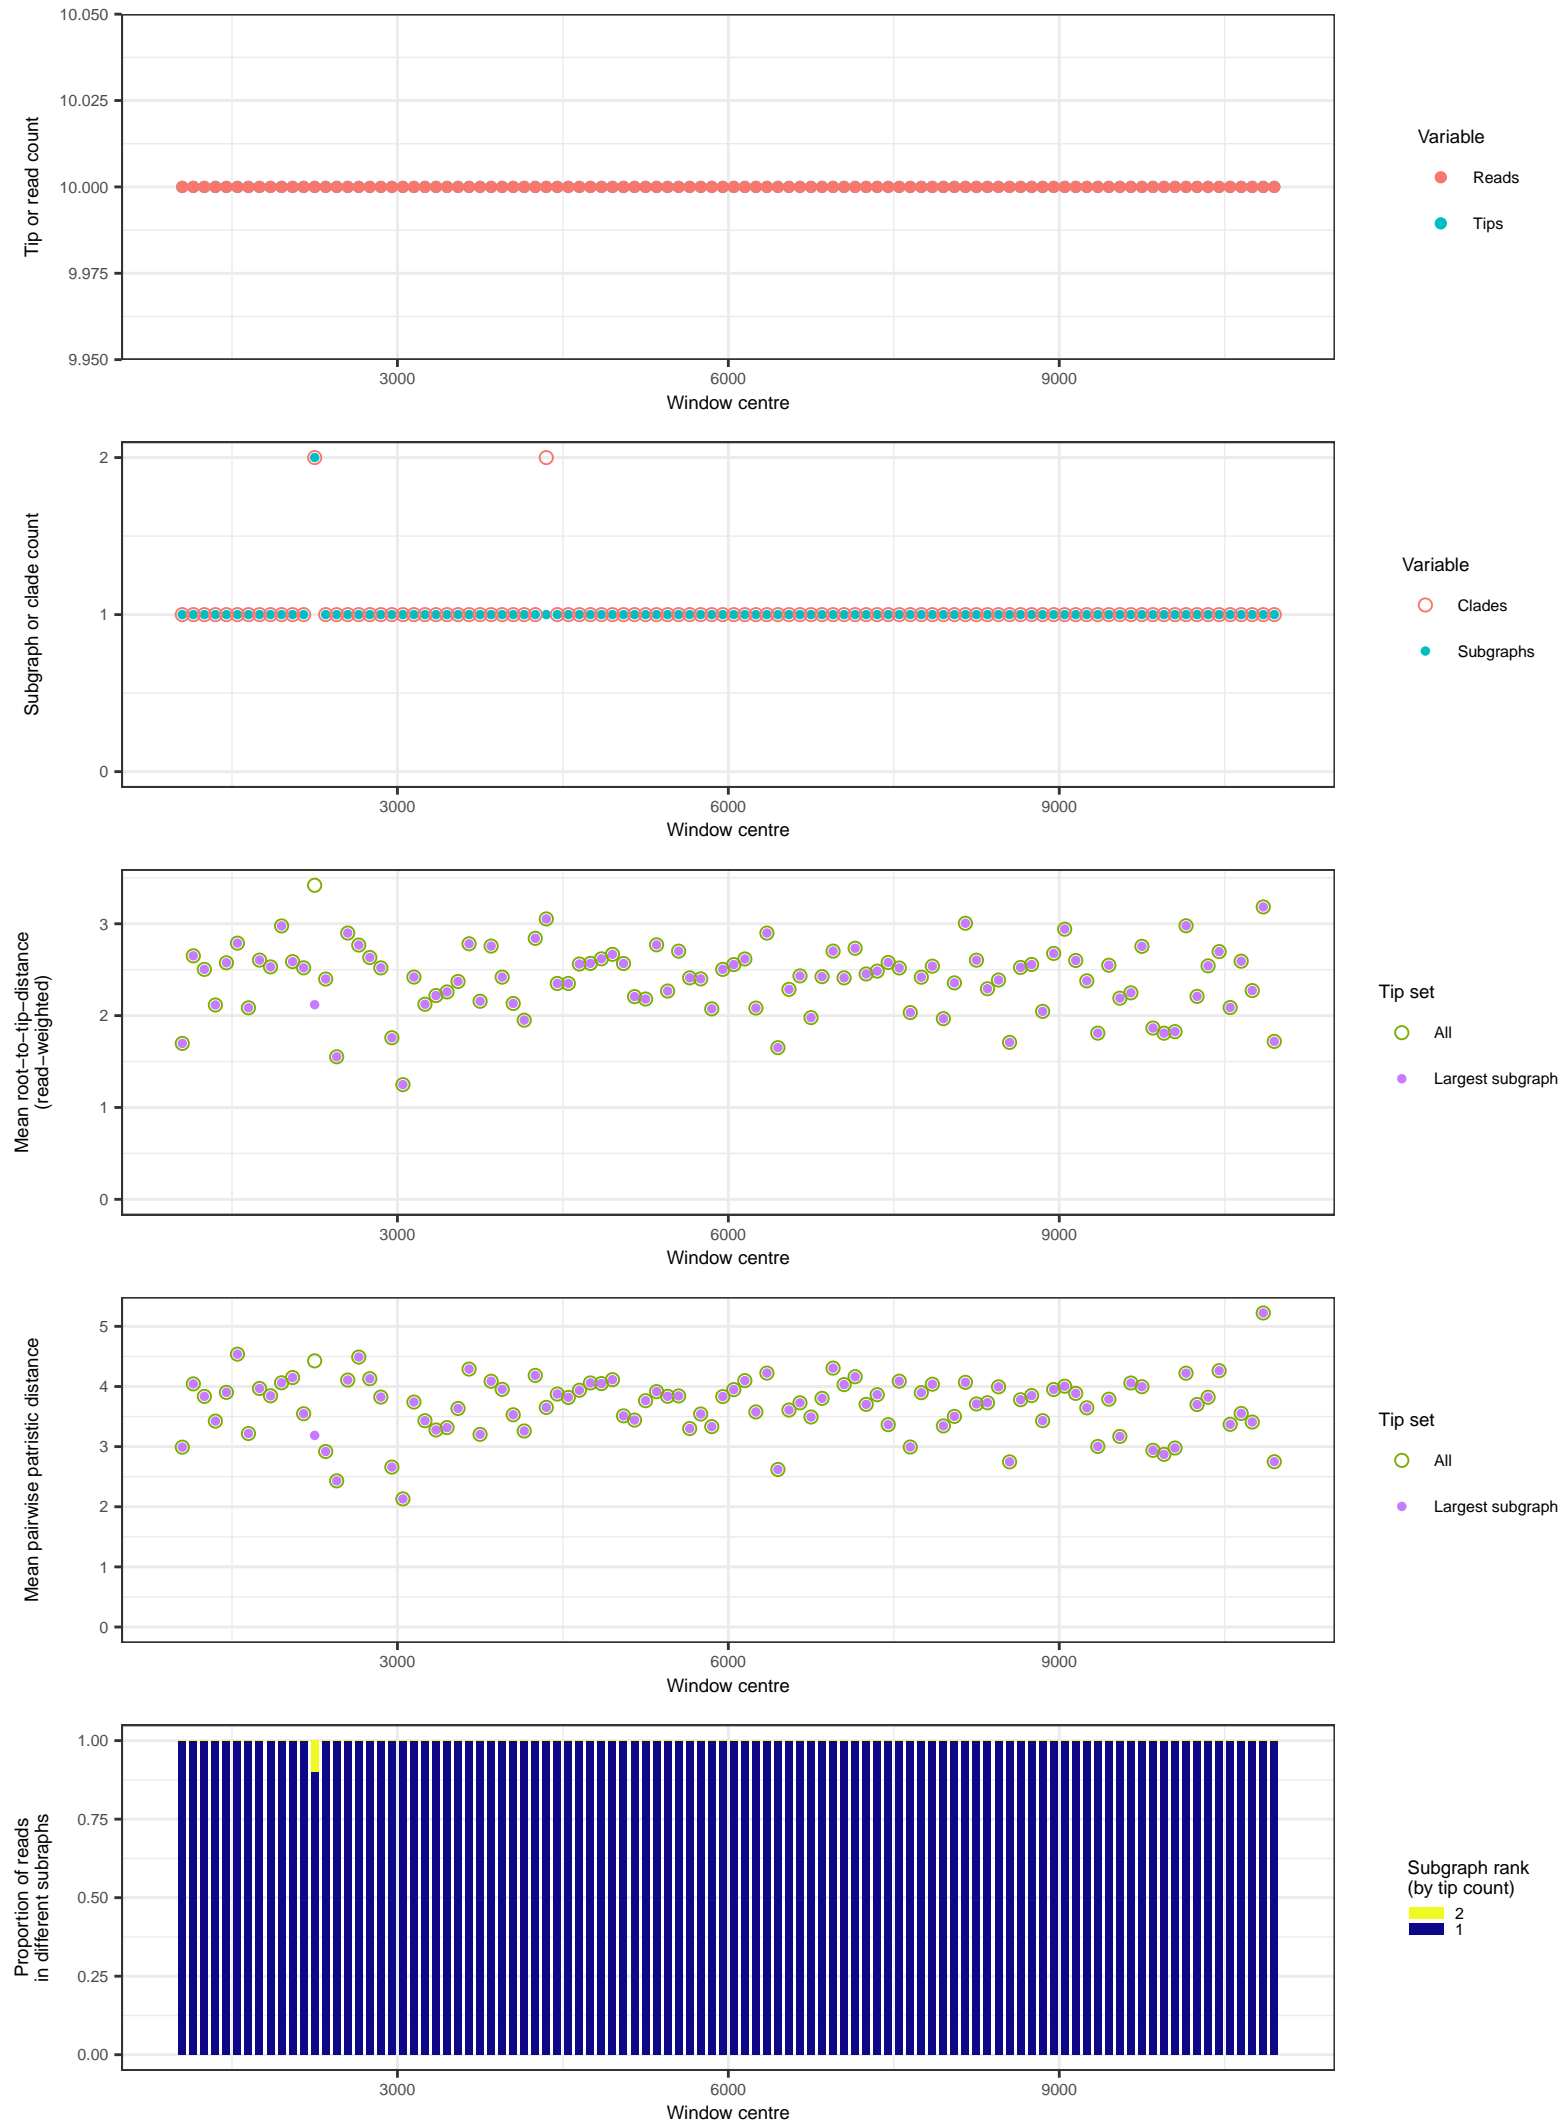 10.050
10.025
10.000
9.975
9.950
Tip or read count
3000
6000
9000
Window centre
Variable
Reads
Tips
2
1
0
Subgraph or clade count
3000
6000
9000
Window centre
Variable
Clades
Subgraphs
3
2
1
0
Mean root−to−tip−distance
(read−weighted)
3000
6000
9000
Window centre
Tip set
All
Largest subgraph
5
4
3
2
1
0
Mean pairwise patristic distance
3000
6000
9000
Window centre
Tip set
All
Largest subgraph
1.00
0.75
0.50
0.25
0.00
Proportion of reads
in different subraphs
3000
6000
9000
Window centre
Subgraph rank
(by tip count)
2
1